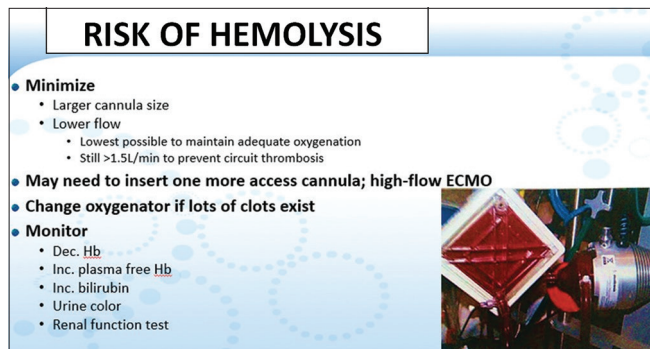 RISK OF HEMOLYSIS
• Minimize
• Larger cannula size
• Lower flow
• Lowest possible to maintain adequate oxygenation
• Still >1.5L/min to prevent circuit thrombosis
• May need to insert one more access cannula; high-flow ECMO
• Change oxygenator if lots of clots exist
• Monitor
• Dec. Hb
• Inc. plasma free Hb
• Inc. bilirubin
• Urine color
• Renal function test